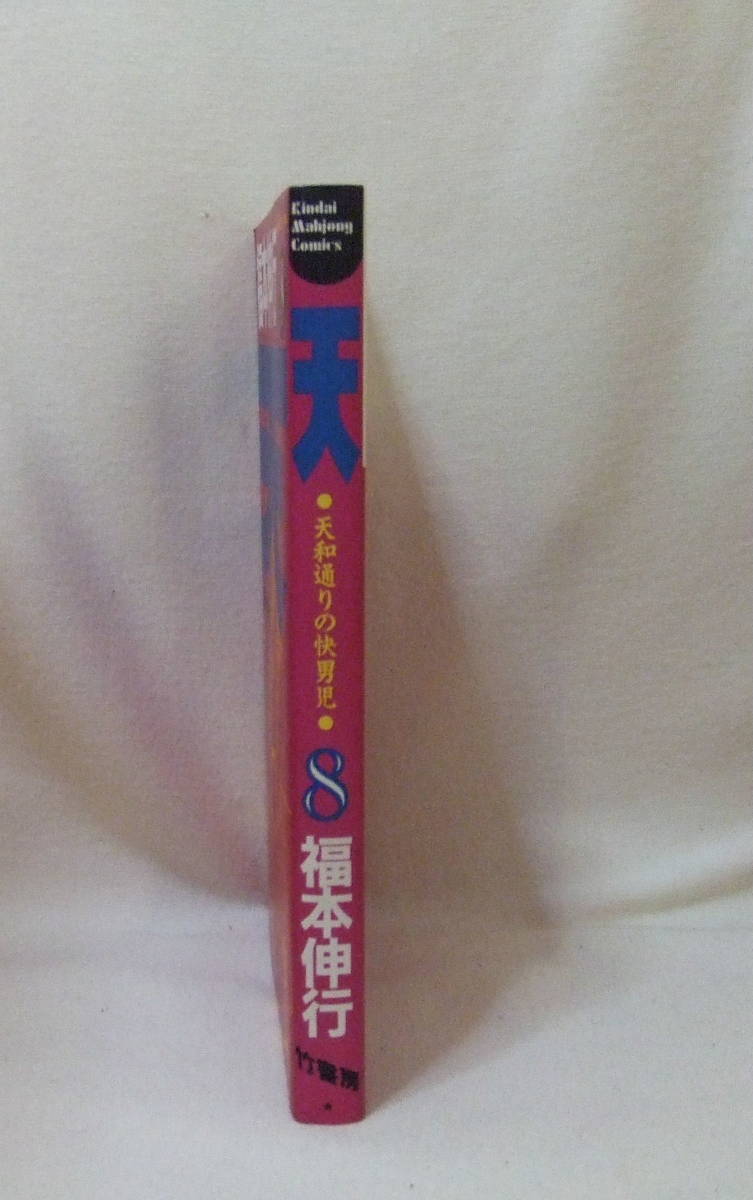 Kindai
Mahjong
Comics
天
●天和通りの快男児●
8
福本伸行
竹書房